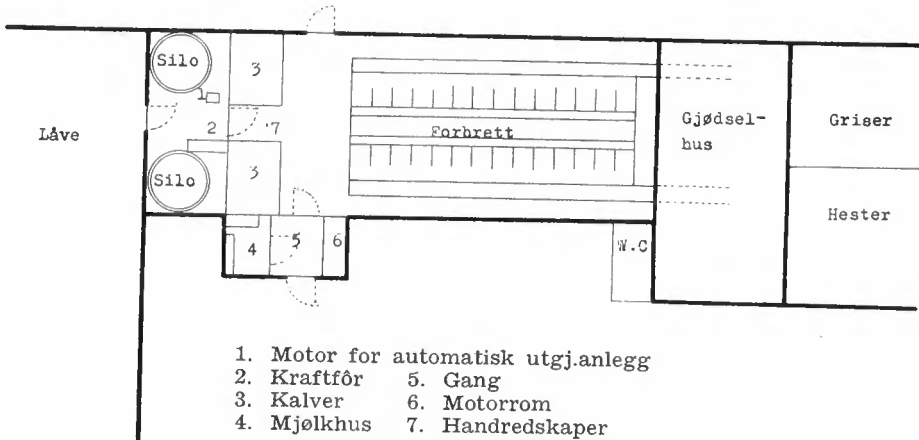 Silo
3
1
Låve
2
7
Forbrett
Gjødsel-
hus
Griser
Silo
3
Hester
4
5
6
W.C
1. Motor for automatisk utgj.anlegg
2. Kraftfôr 5. Gang
3. Kalver 6. Motorrom
4. Mjølkhus 7. Handredskaper